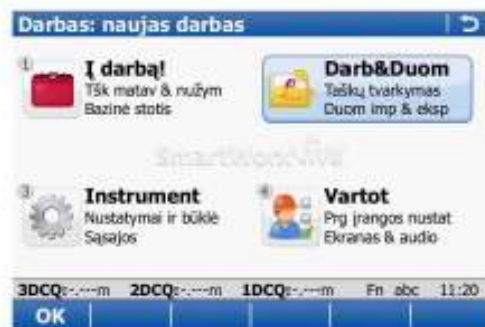 Darbas: naujas darbas
1 Į darbą!
Tšk matav & nužym
Bazinė stotis
Darb&Duom
Taškų tvarkymas
Duom imp & eksp
SmartWorx Viva
3 Instrument
Nustatymai ir būklė
Sąsajos
4 Vartot
Prg įrangos nustat
Ekranas & audio
3DCQ:-.---m 2DCQ:-.---m 1DCQ:-.---m Fn abc 11:20
OK